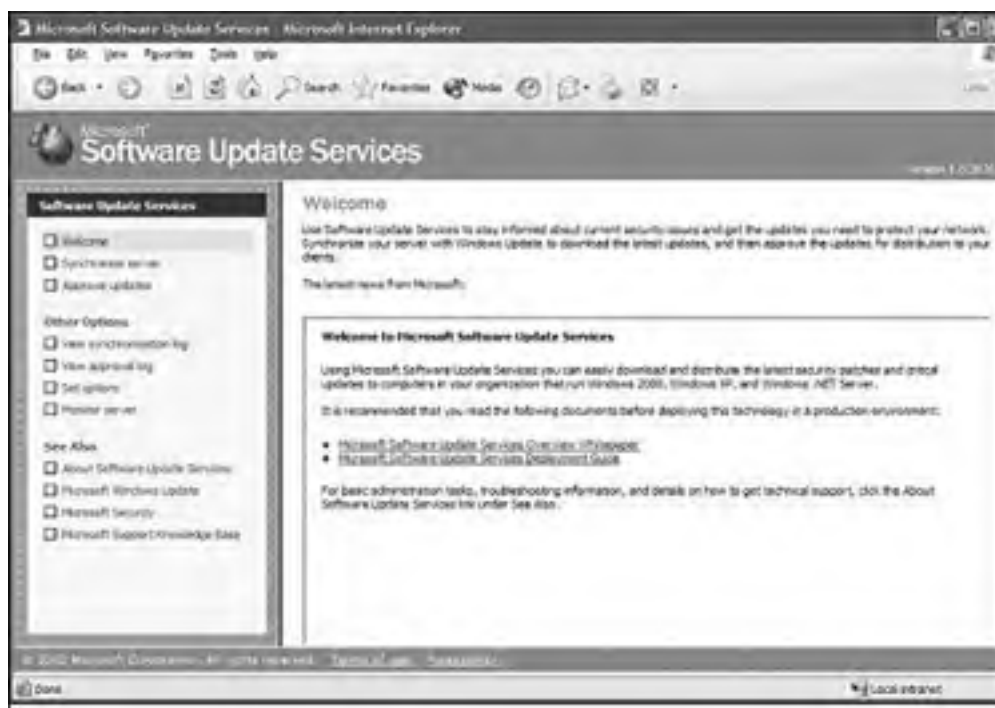 Microsoft Software Update Services - Microsoft Internet Explorer
File Edit View Favorites Tools Help
Back Search Favorites Media
Microsoft
Software Update Services
Software Update Services
Welcome
Synchronize server
Approve updates
Other Options
View synchronization log
View approval log
Set options
Monitor server
See Also
About Software Update Services
Microsoft Windows Update
Microsoft Security
Microsoft Support Knowledge Base
Welcome
Use Software Update Services to stay informed about current security issues and get the updates you need to protect your network.
Synchronize your server with Windows Update to download the latest updates, and then approve the updates for distribution to your
clients.
The latest news from Microsoft:
Welcome to Microsoft Software Update Services
Using Microsoft Software Update Services you can easily download and distribute the latest security patches and critical
updates to computers in your organization that run Windows 2000, Windows XP, and Windows .NET Server.
It is recommended that you read the following documents before deploying this technology in a production environment:
Microsoft Software Update Services Overview Whitepaper
Microsoft Software Update Services Deployment Guide
For basic administration tasks, troubleshooting information, and details on how to get technical support, click the About
Software Update Services link under See Also.
© 2002 Microsoft Corporation. All rights reserved. Terms of use.
Done Local intranet